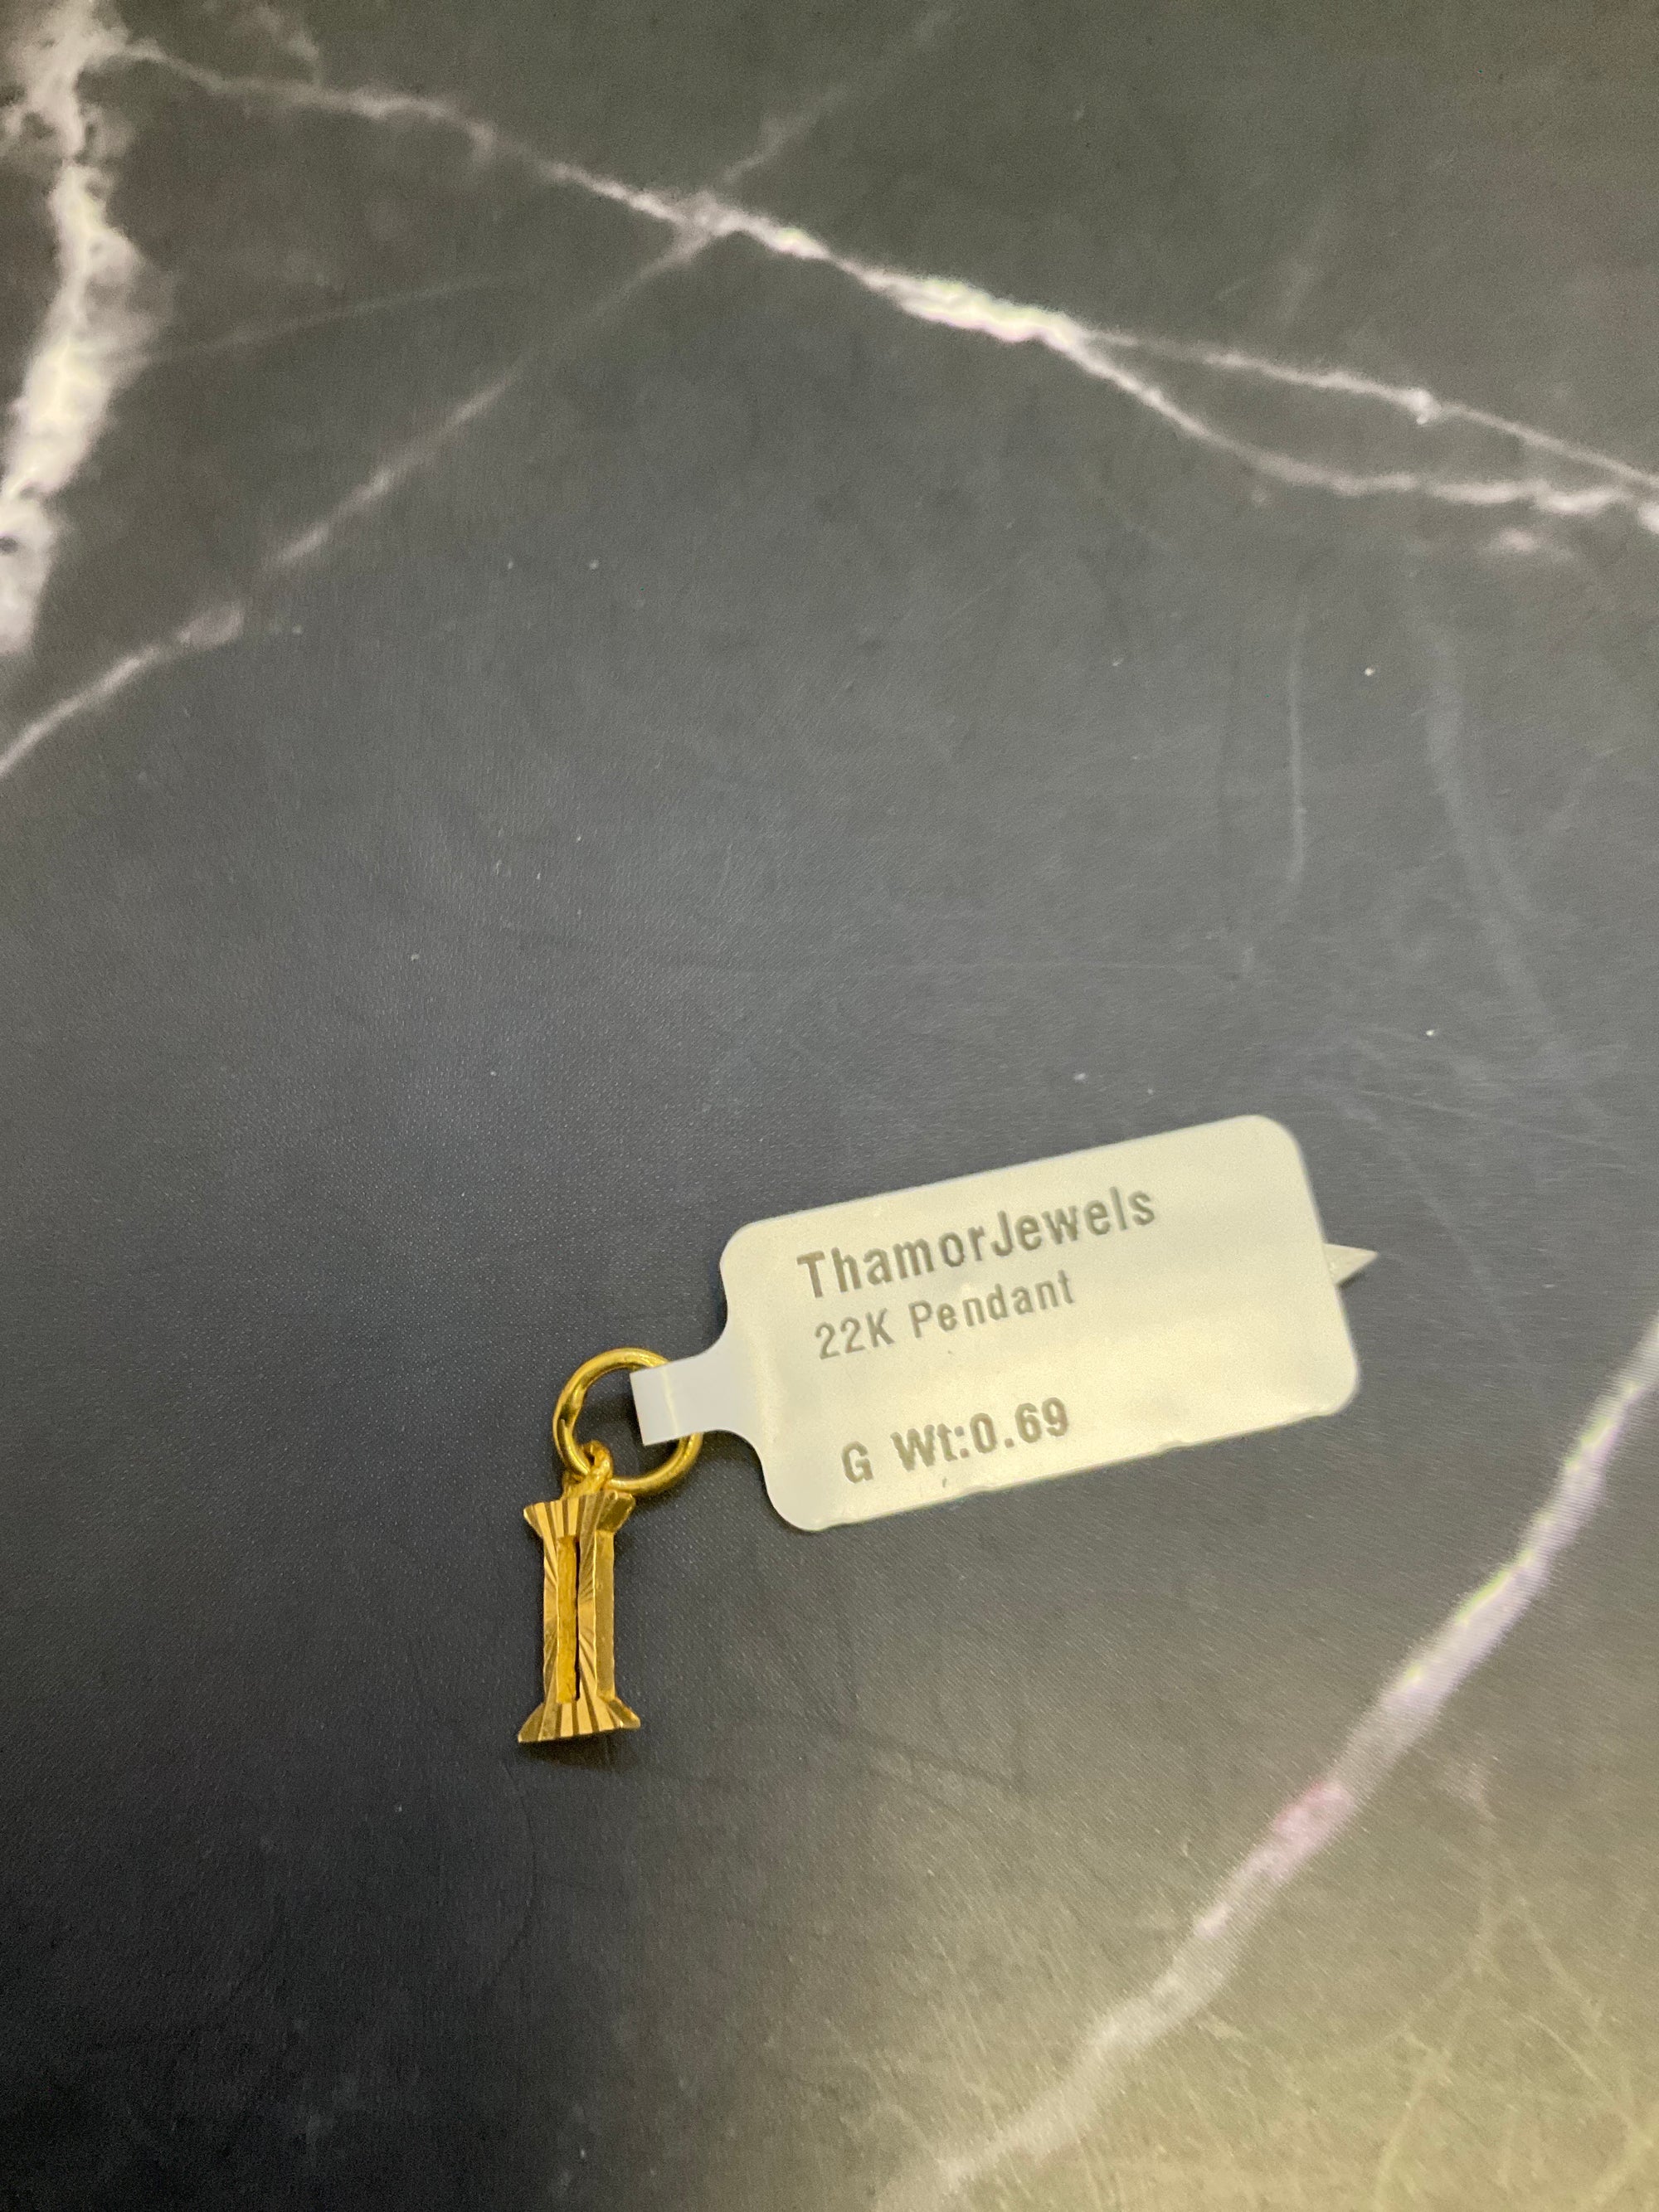 ThamorJewels
22K Pendant
G Wt:0.69